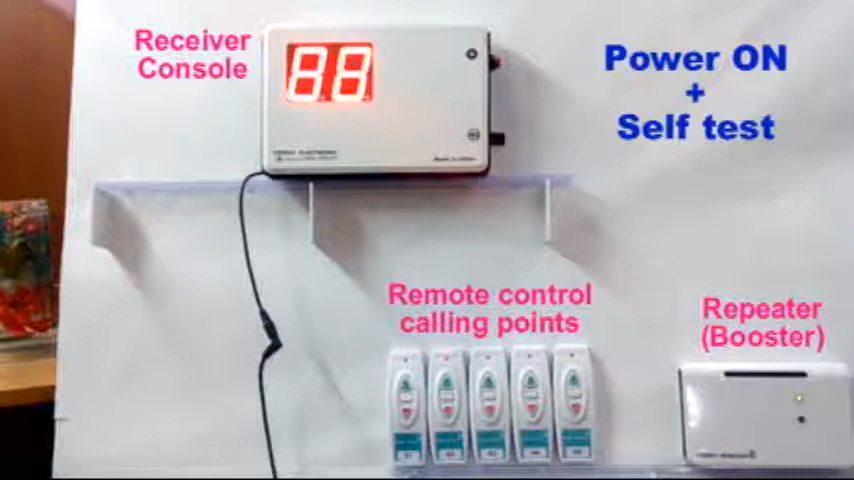 Receiver
Console
88
Power ON
+
Self test
Remote control
calling points
Repeater
(Booster)